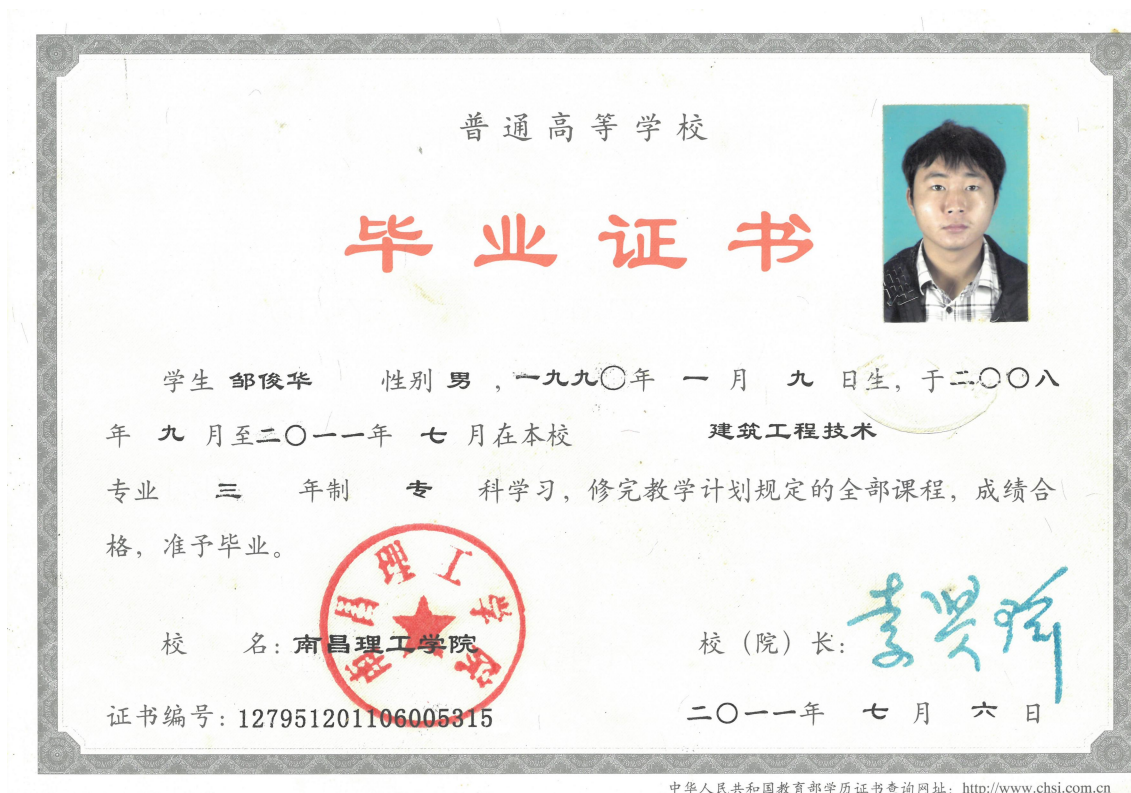 普通高等学校
毕业证书
学生 邹俊华 性别 男 ，一九九〇年 一 月 九 日生，于二〇〇八
年 九 月至二〇一一年 七 月在本校 建筑工程技术
专业 三 年制 专 科学习，修完教学计划规定的全部课程，成绩合
格，准予毕业。
南昌理工学院
校 名：南昌理工学院 校（院）长：
证书编号：127951201106005315 二〇一一年 七 月 六 日
中华人民共和国教育部学历证书查询网址：http://www.chsi.com.cn